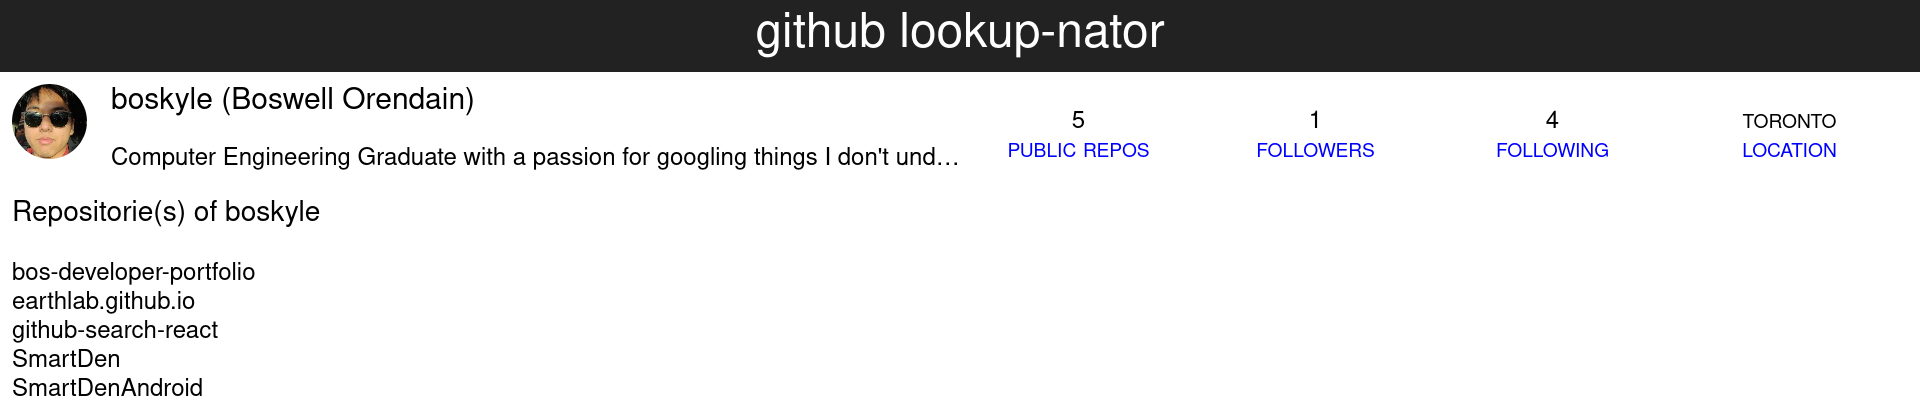 github lookup-nator
boskyle (Boswell Orendain)
Computer Engineering Graduate with a passion for googling things I don't und…
5
PUBLIC REPOS
1
FOLLOWERS
4
FOLLOWING
TORONTO
LOCATION
Repositorie(s) of boskyle
bos-developer-portfolio
earthlab.github.io
github-search-react
SmartDen
SmartDenAndroid